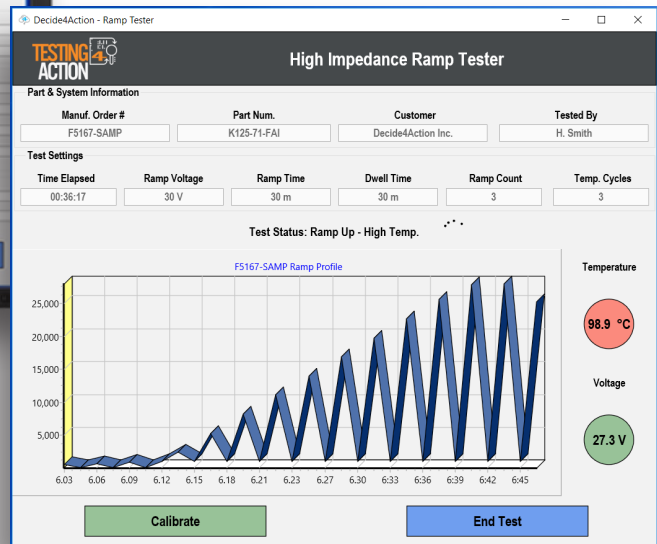 Decide4Action - Ramp Tester
TESTING 4
ACTION
High Impedance Ramp Tester
Part & System Information
Manuf. Order # Part Num. Customer Tested By
F5167-SAMP K125-71-FAI Decide4Action Inc. H. Smith
Test Settings
Time Elapsed Ramp Voltage Ramp Time Dwell Time Ramp Count Temp. Cycles
00:36:17 30 V 30 m 30 m 3 3
Test Status: Ramp Up - High Temp.
F5167-SAMP Ramp Profile
25,000
20,000
15,000
10,000
5,000
6.03 6.06 6.09 6.12 6.15 6.18 6.21 6.23 6.27 6.30 6.33 6:36 6:39 6:42 6:45
Temperature
98.9 °C
Voltage
27.3 V
Calibrate End Test